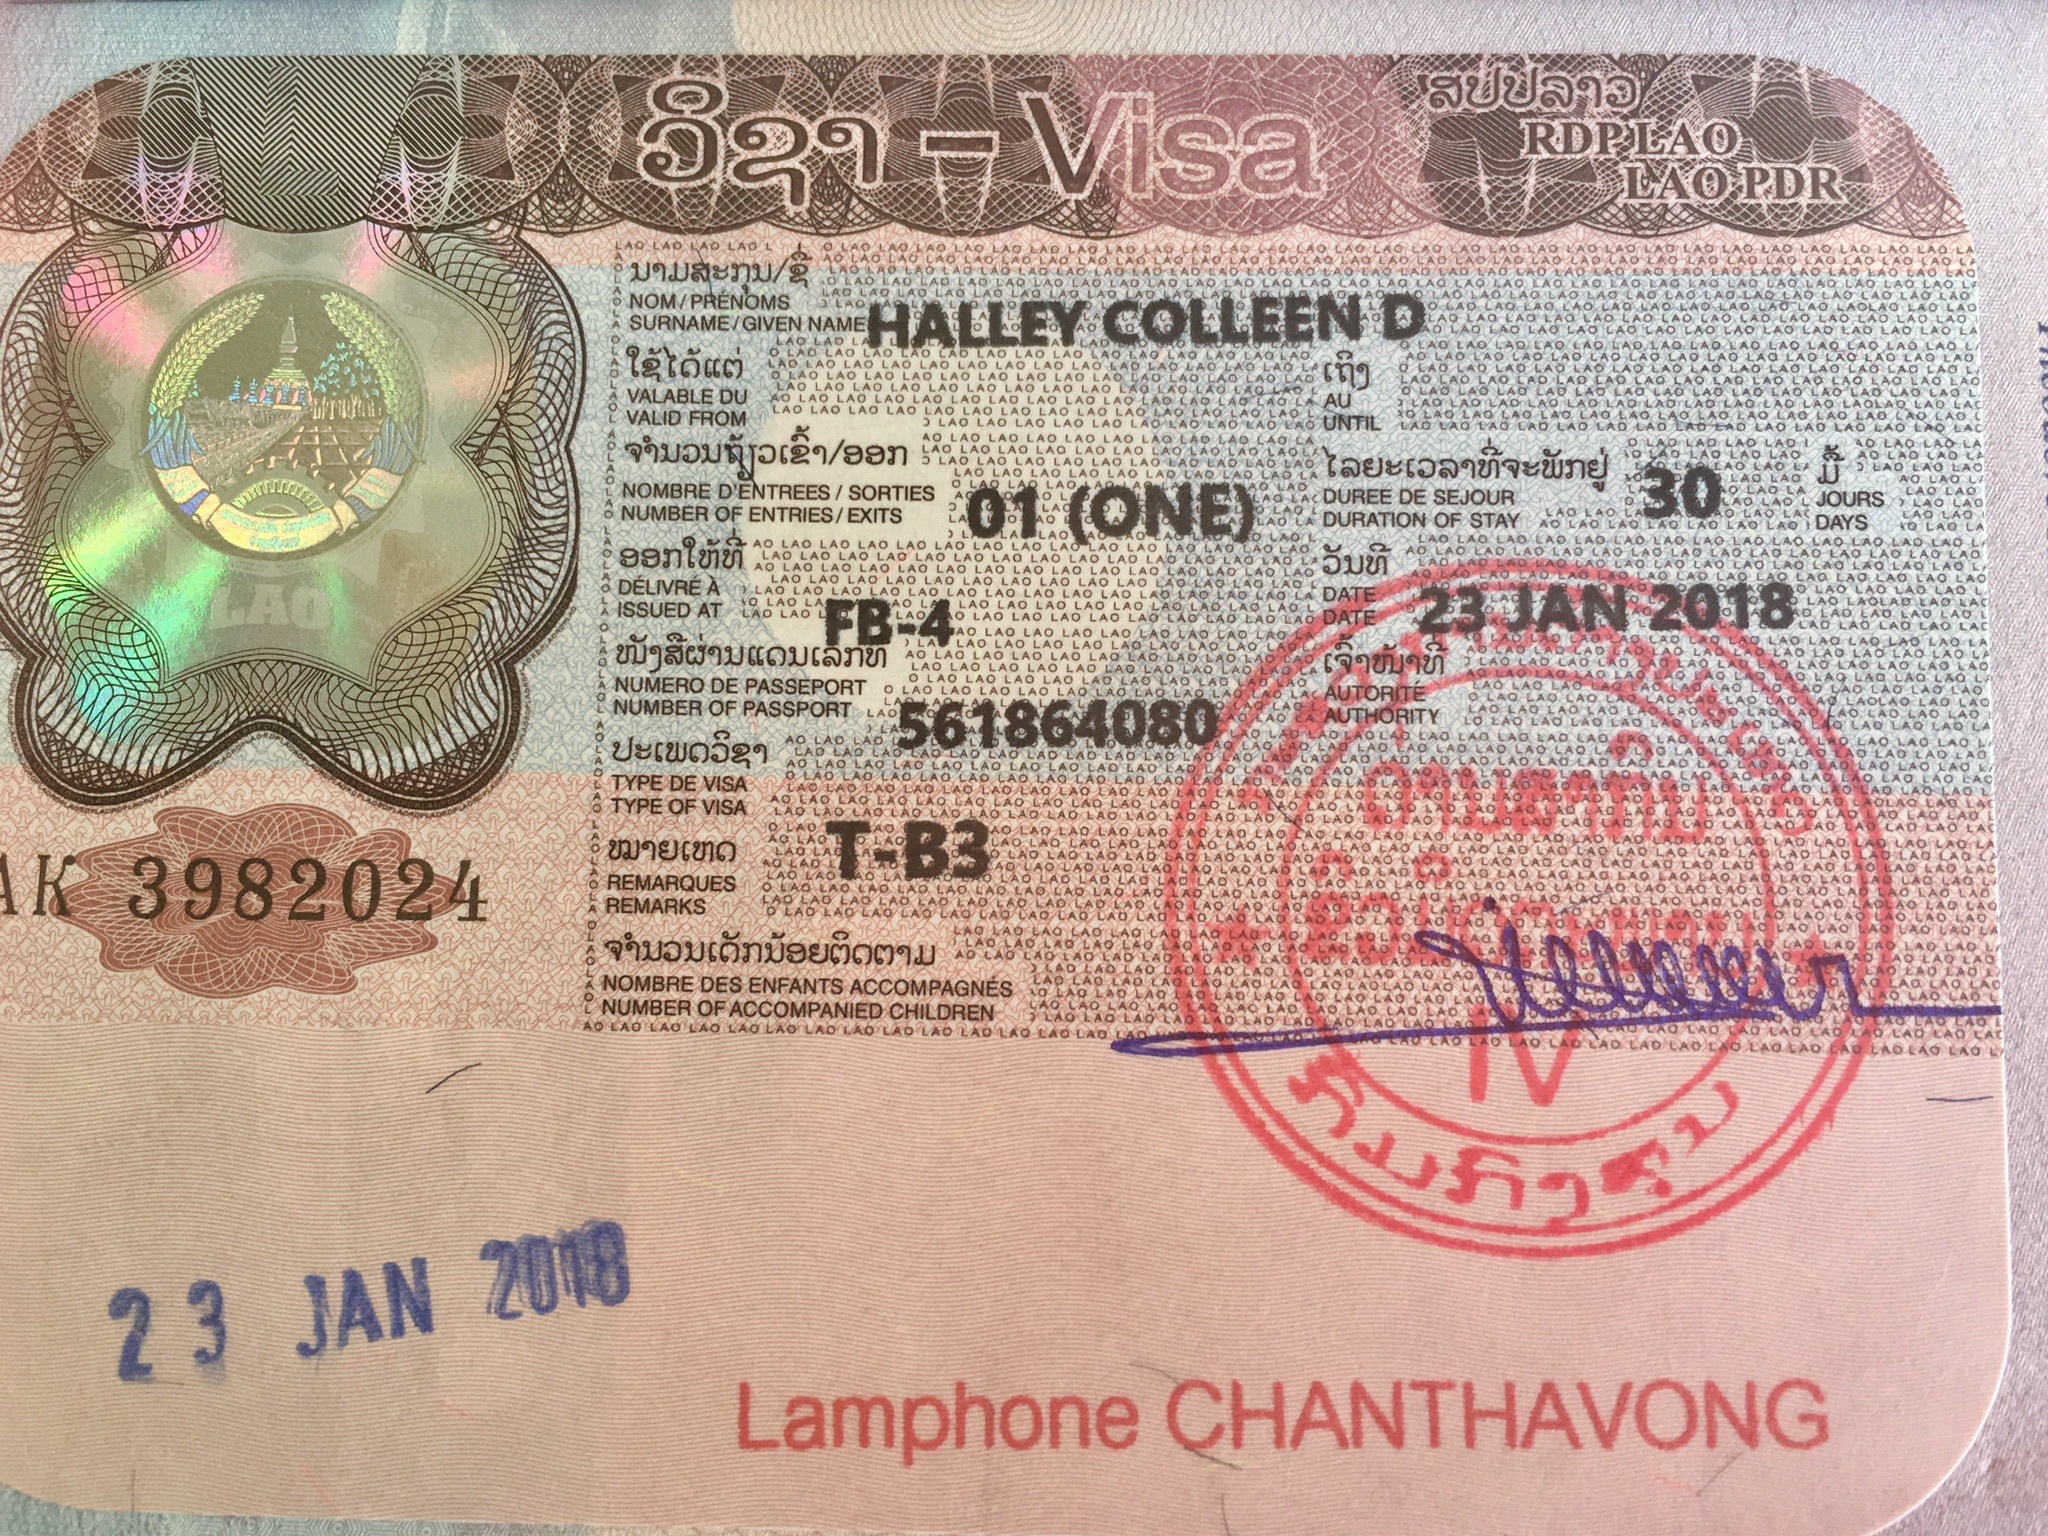 ວີຊາ – Visa
ສປປລາວ
RDP LAO
LAO PDR
ນາມສະກຸນ/ຊື່
NOM / PRÉNOMS
SURNAME / GIVEN NAME
HALLEY COLLEEN D
ໃຊ້ໄດ້ແຕ່
VALABLE DU
VALID FROM
ເຖິງ
AU
UNTIL
ຈຳນວນຖ້ຽວເຂົ້າ/ອອກ
NOMBRE D'ENTREES / SORTIES
NUMBER OF ENTRIES / EXITS
01 (ONE)
ໄລຍະເວລາທີ່ຈະພັກຢູ່
DUREE DE SEJOUR
DURATION OF STAY
30
ມື້
JOURS
DAYS
ອອກໃຫ້ທີ່
DÉLIVRÉ À
ISSUED AT
FB-4
ວັນທີ
DATE
DATE
23 JAN 2018
ໜັງສືຜ່ານແດນເລກທີ
NUMERO DE PASSEPORT
NUMBER OF PASSPORT
561864080
ເຈົ້າໜ້າທີ່
AUTORITÉ
AUTHORITY
ປະເພດວິຊາ
TYPE DE VISA
TYPE OF VISA
T-B3
ໝາຍເຫດ
REMARQUES
REMARKS
AK 3982024
ຈຳນວນເດັກນ້ອຍຕິດຕາມ
NOMBRE DES ENFANTS ACCOMPAGNÉS
NUMBER OF ACCOMPANIED CHILDREN
IV
ກົມກົງສຸນ
23 JAN 2018
Lamphone CHANTHAVONG